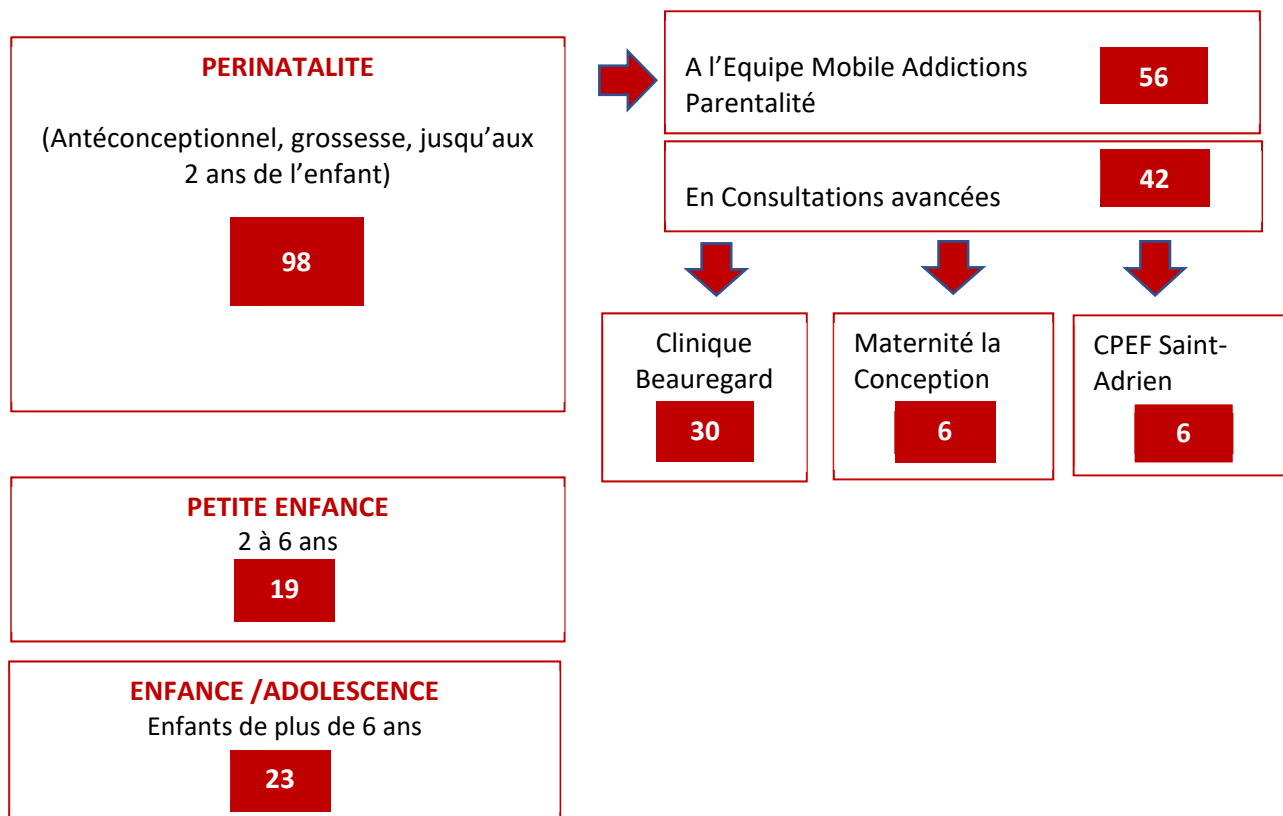 PERINATALITE
(Antéconceptionnel, grossesse, jusqu’aux
2 ans de l’enfant)
98
A l’Equipe Mobile Addictions
Parentalité
56
En Consultations avancées
42
Clinique
Beauregard
30
Maternité la
Conception
6
CPEF Saint-
Adrien
6
PETITE ENFANCE
2 à 6 ans
19
ENFANCE /ADOLESCENCE
Enfants de plus de 6 ans
23